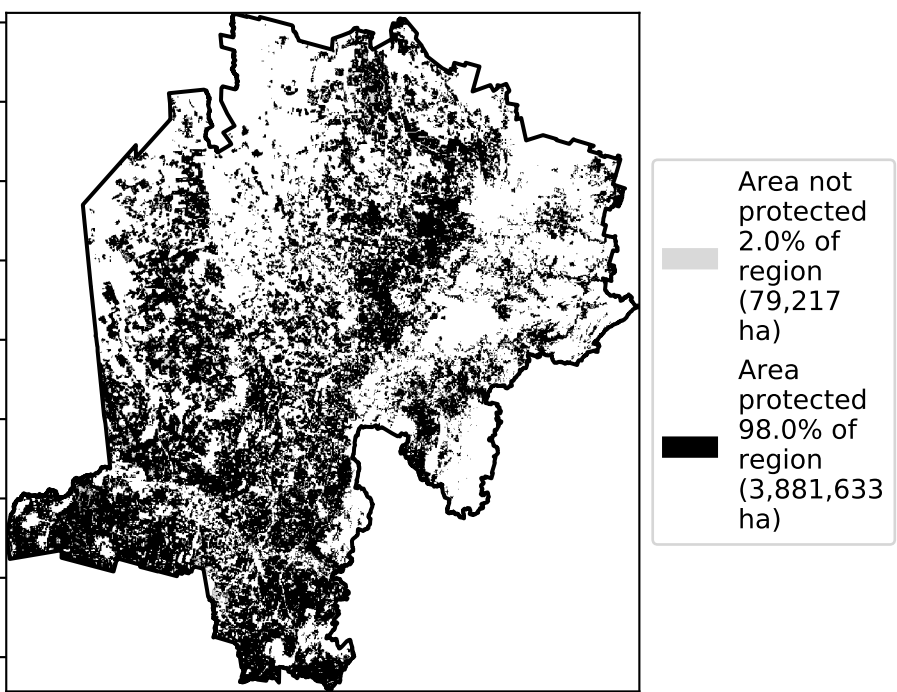 Area not
protected
2.0% of
region
(79,217
ha)
Area
protected
98.0% of
region
(3,881,633
ha)